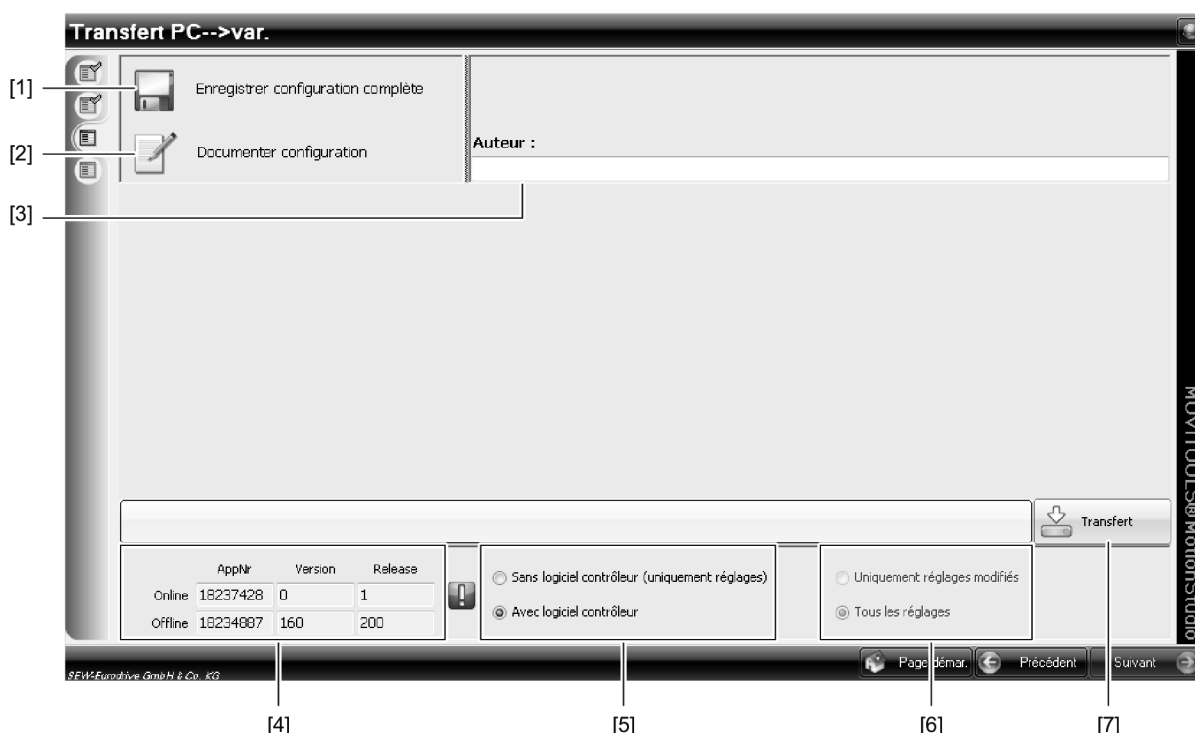 Transfert PC-->var.
[1]
Enregistrer configuration complète
[2]
Documenter configuration
Auteur :
[3]
Transfert
AppNr Version Release
Online 18237428 0 1
Offline 18234887 160 200
Sans logiciel contrôleur (uniquement réglages)
Avec logiciel contrôleur
Uniquement réglages modifiés
Tous les réglages
MOVITOOLS®MotionStudio
SEW-Eurodrive GmbH & Co. KG
Page démar. Précédent Suivant
[4] [5] [6] [7]